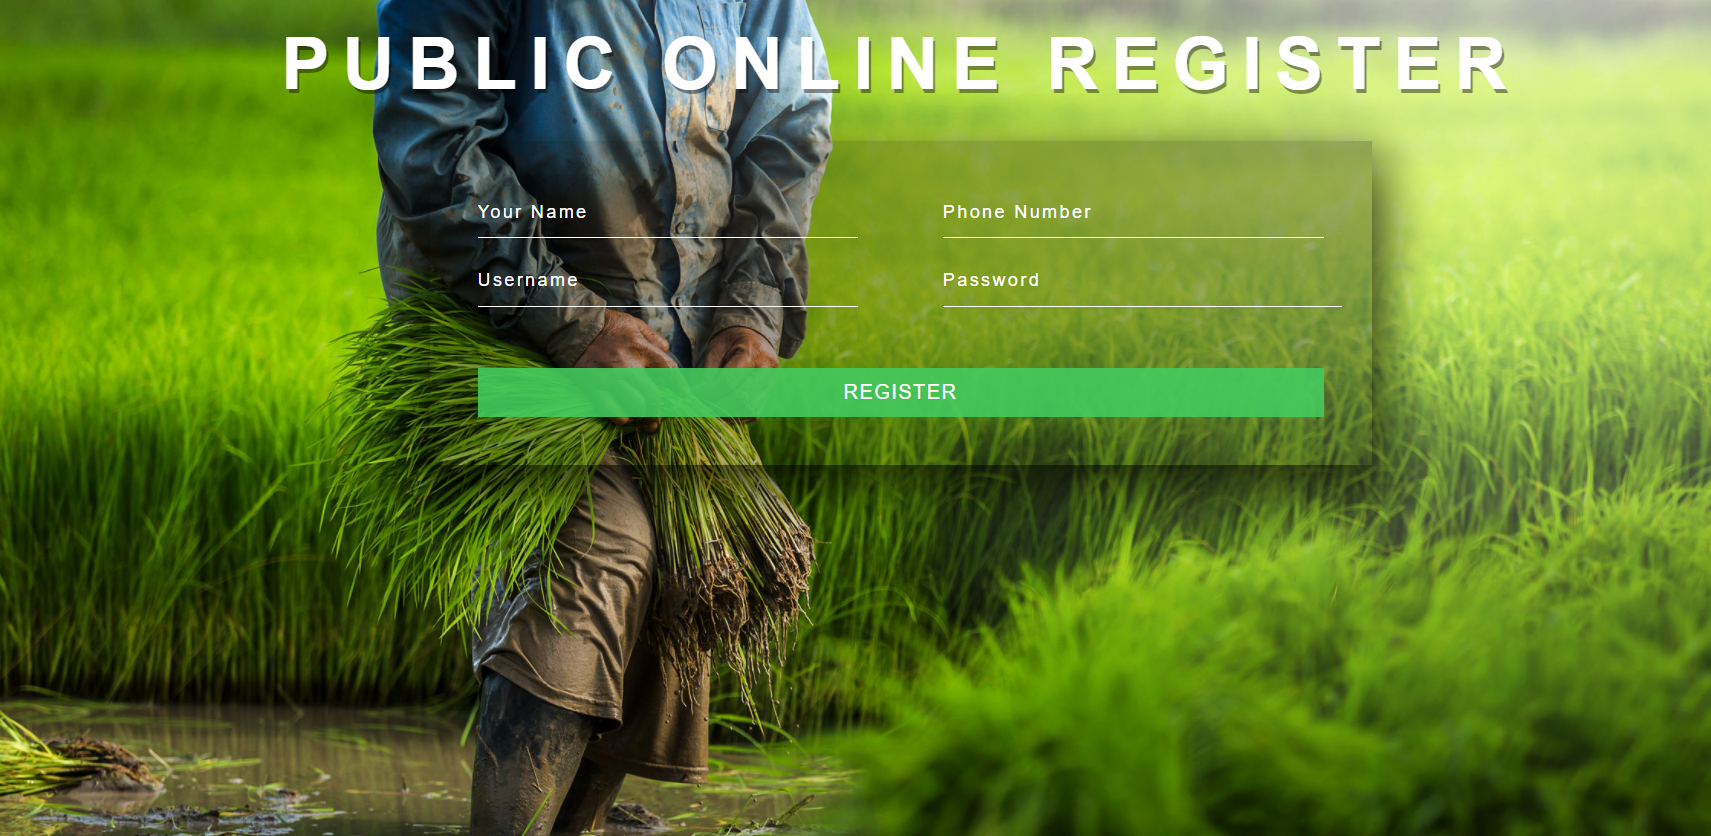 PUBLIC ONLINE REGISTER
Your Name
Phone Number
Username
Password
REGISTER